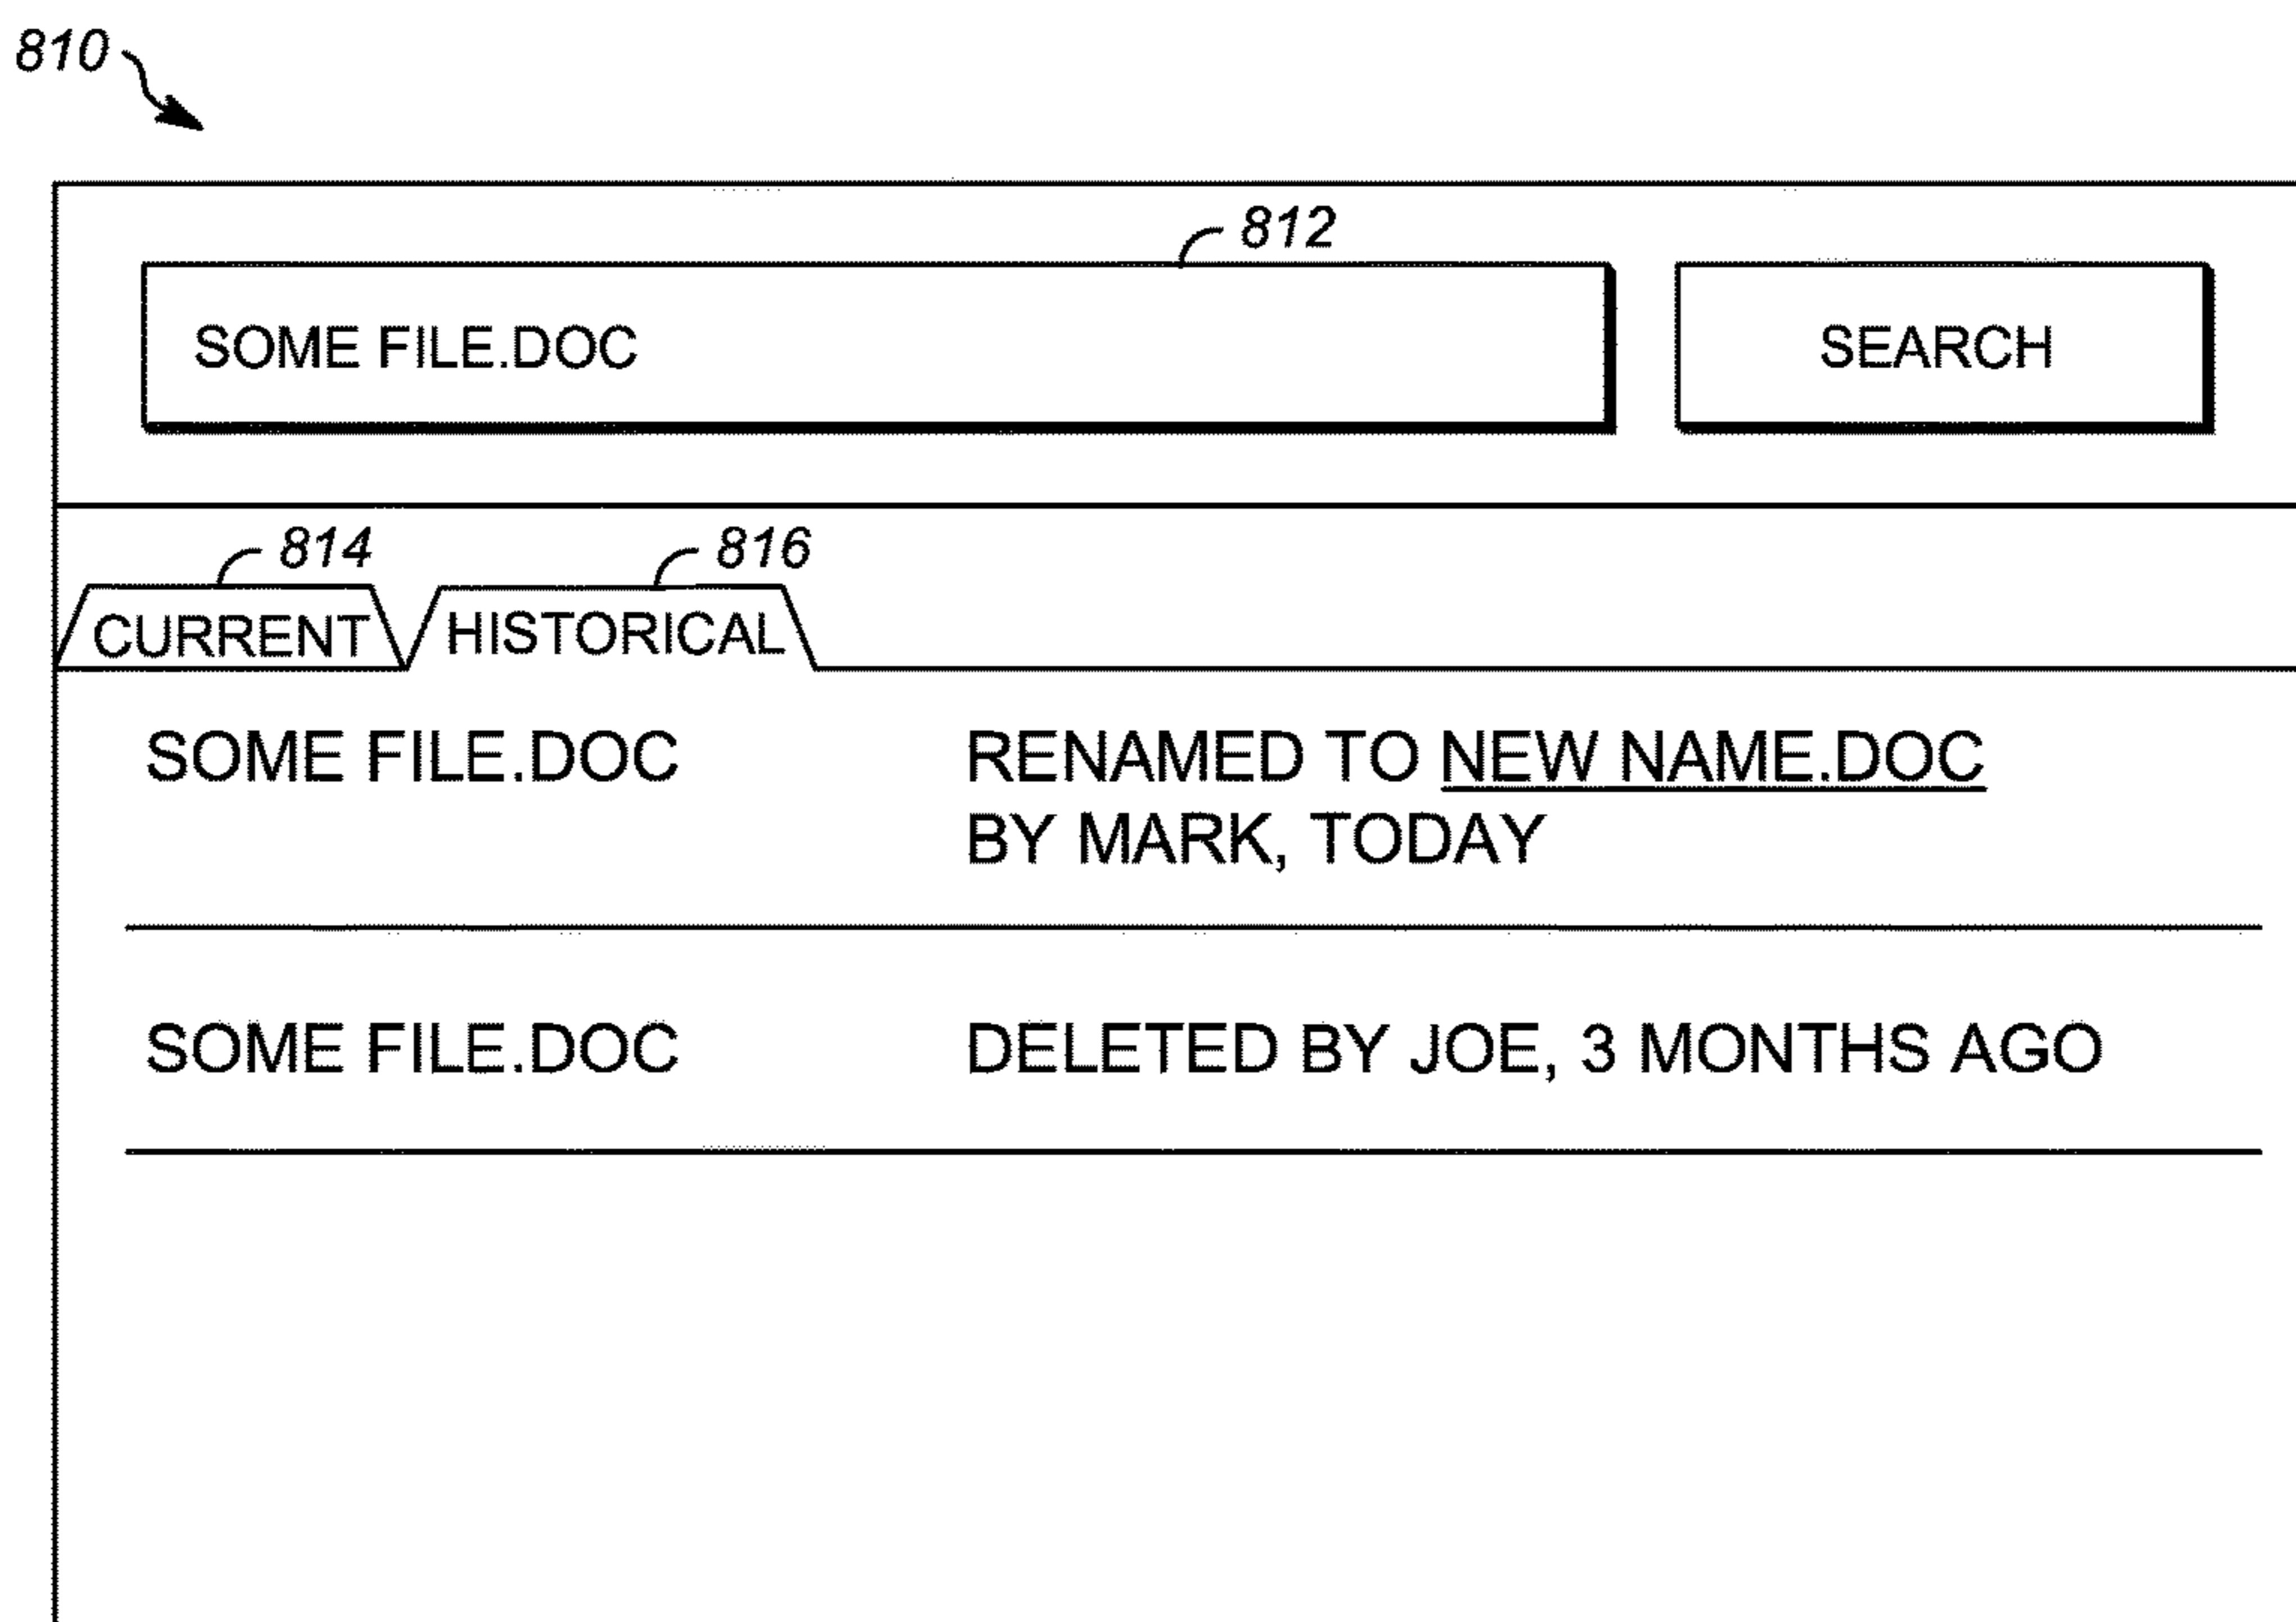 810
812
SOME FILE.DOC SEARCH
814 816
CURRENT HISTORICAL
SOME FILE.DOC RENAMED TO NEW NAME.DOC
BY MARK, TODAY
SOME FILE.DOC DELETED BY JOE, 3 MONTHS AGO